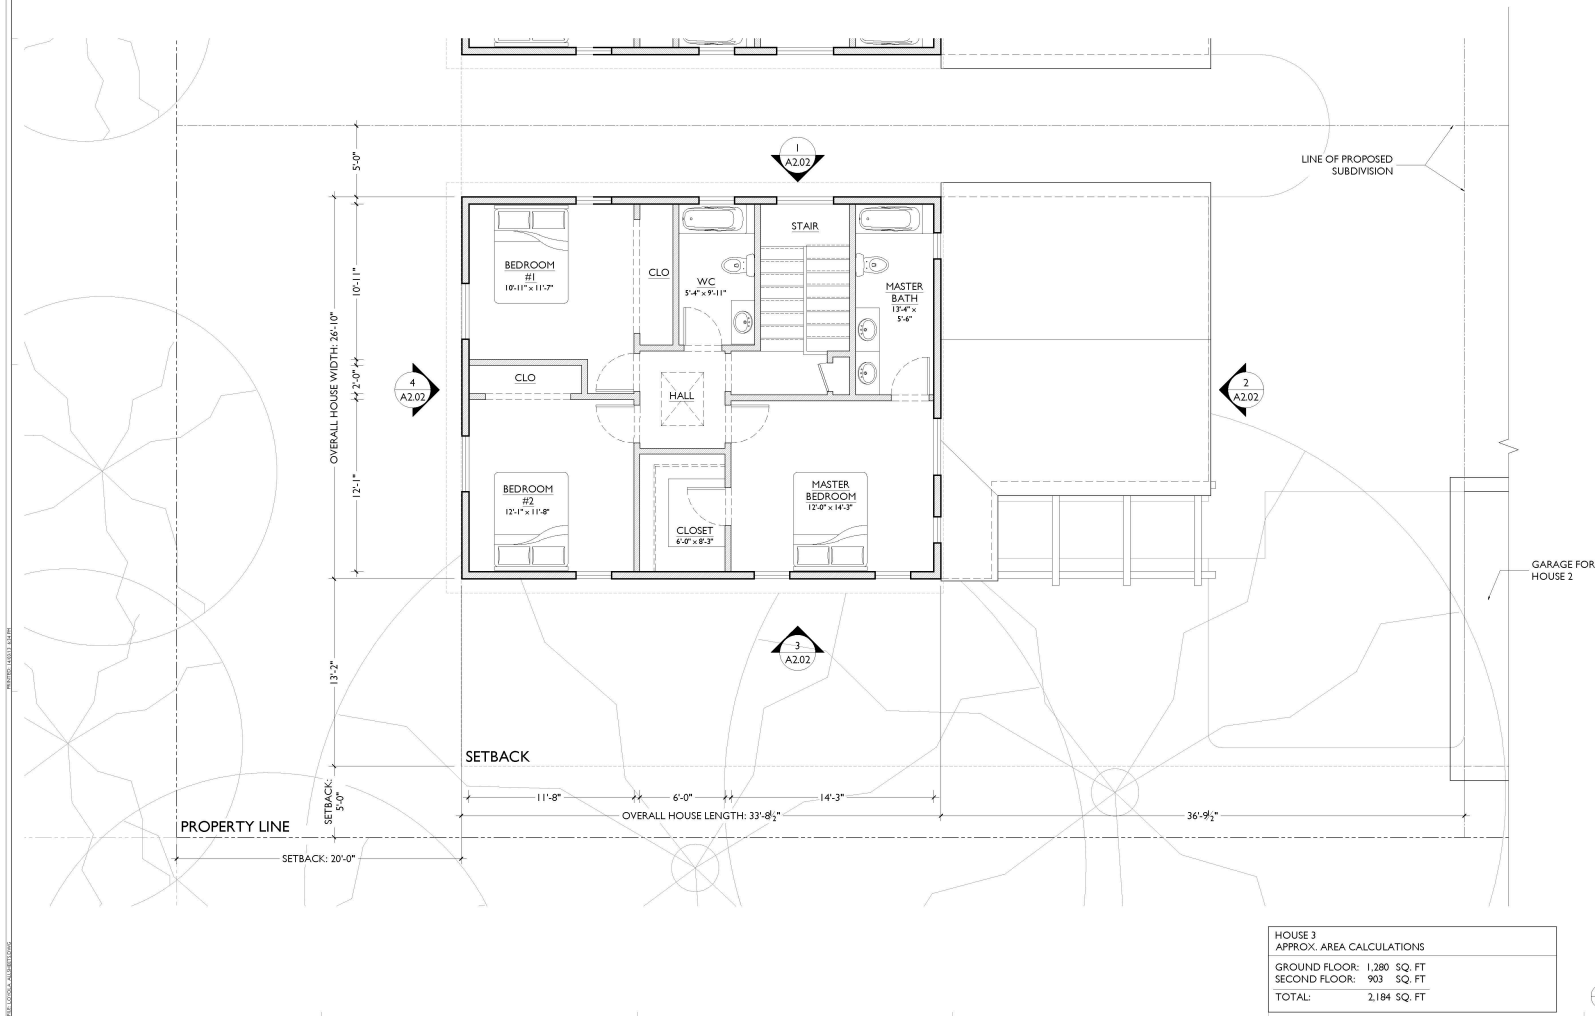 LINE OF PROPOSED
SUBDIVISION
1
A2.02
5'-0"
OVERALL HOUSE WIDTH: 26'-10"
10'-11"
2'-0"
12'-1"
13'-2"
SETBACK:
5'-0"
4
A2.02
2
A2.02
3
A2.02
BEDROOM
#1
10'-11" x 11'-7"
CLO
WC
5'-4" x 9'-11"
STAIR
MASTER
BATH
13'-4" x
5'-6"
CLO
HALL
BEDROOM
#2
12'-1" x 11'-8"
CLOSET
6'-0" x 8'-3"
MASTER
BEDROOM
12'-0" x 14'-3"
GARAGE FOR
HOUSE 2
SETBACK
11'-8"
6'-0"
14'-3"
OVERALL HOUSE LENGTH: 33'-8½"
36'-9½"
PROPERTY LINE
SETBACK: 20'-0"
HOUSE 3
APPROX. AREA CALCULATIONS
GROUND FLOOR: 1,280 SQ. FT
SECOND FLOOR: 903 SQ. FT
TOTAL: 2,184 SQ. FT